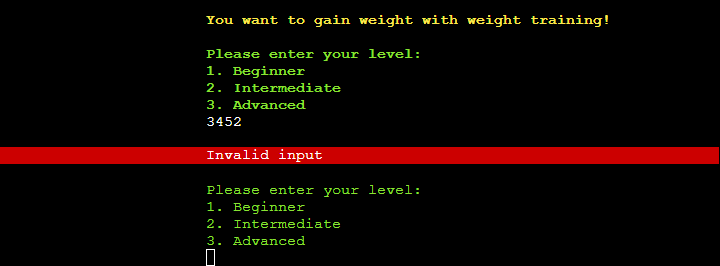 You want to gain weight with weight training!
Please enter your level:
1. Beginner
2. Intermediate
3. Advanced
3452
Invalid input
Please enter your level:
1. Beginner
2. Intermediate
3. Advanced